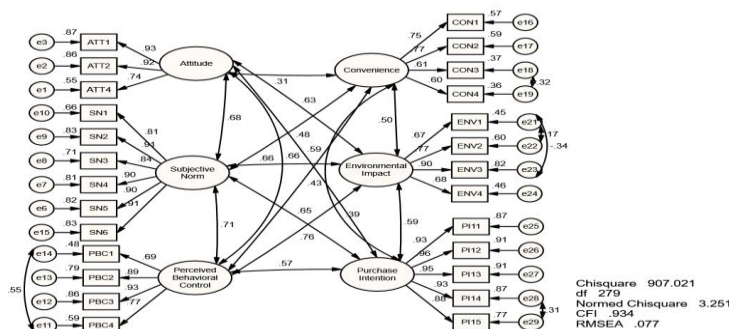 e3 .87 ATT1 .93
e2 .86 ATT2 .92
e1 .55 ATT4 .74
Attitude
e10 .66 SN1 .81
e9 .83 SN2 .91
e8 .71 SN3 .84
e7 .81 SN4 .90
e6 .82 SN5 .90
e15 .83 SN6 .91
Subjective
Norm
e14 .48 PBC1 .69
e13 .79 PBC2 .89
e12 .86 PBC3 .93
e11 .59 PBC4 .77
.55
Perceived
Behavioral
Control
.31
.63
.68
.48
.66
.66
.59
.43
.50
.71
.65
.39
.76
.59
.57
Convenience
.75 CON1 .57 e16
.77 CON2 .59 e17
.61 CON3 .37 e18
.60 CON4 .36 e19
.32
Environmental
Impact
.67 ENV1 .45 e21
.77 ENV2 .60 e22
.90 ENV3 .82 e23
.68 ENV4 .46 e24
.17
-.34
Purchase
Intention
.93 PI11 .87 e25
.96 PI12 .91 e26
.95 PI13 .91 e27
.93 PI14 .87 e28
.88 PI15 .77 e29
.31
Chisquare 907.021
df 279
Normed Chisquare 3.251
CFI .934
RMSEA .077